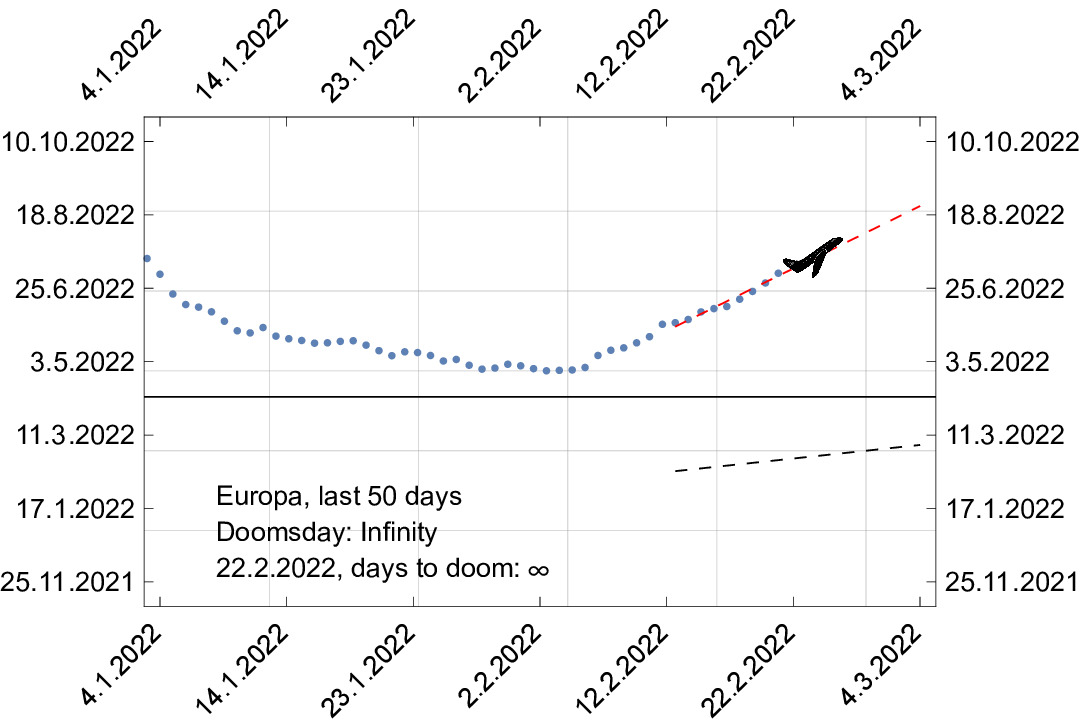 4.1.2022 14.1.2022 23.1.2022 2.2.2022 12.2.2022 22.2.2022 4.3.2022
10.10.2022 10.10.2022
18.8.2022 18.8.2022
25.6.2022 25.6.2022
3.5.2022 3.5.2022
11.3.2022 11.3.2022
Europa, last 50 days
17.1.2022 17.1.2022
Doomsday: Infinity
22.2.2022, days to doom: ∞
25.11.2021 25.11.2021
4.1.2022 14.1.2022 23.1.2022 2.2.2022 12.2.2022 22.2.2022 4.3.2022